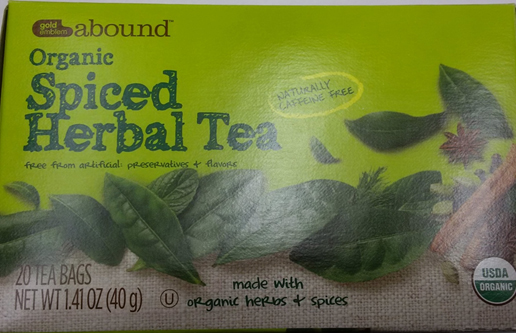 gold emblem abound™
Organic
Spiced
Herbal Tea
free from artificial: preservatives + flavors
NATURALLY
CAFFEINE FREE
20 TEA BAGS
NET WT 1.41 OZ (40 g)
U
made with
organic herbs + spices
USDA
ORGANIC